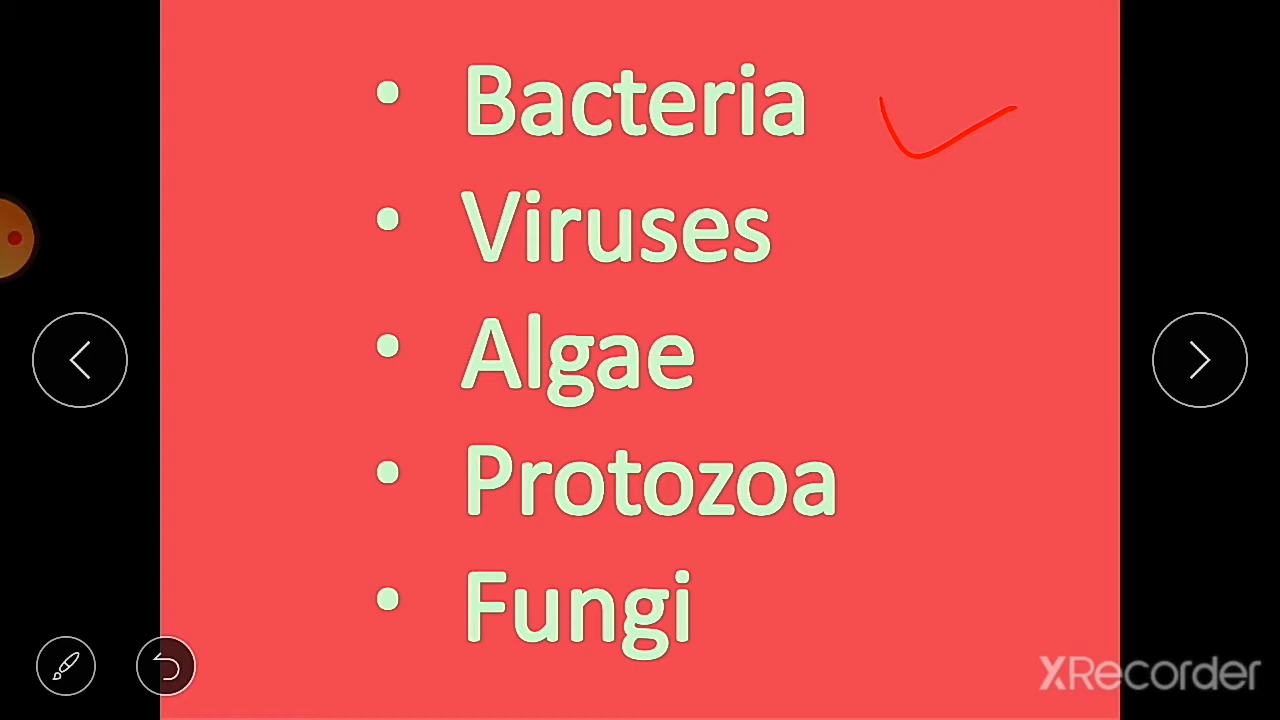 • Bacteria
• Viruses
• Algae
• Protozoa
• Fungi
XRecorder